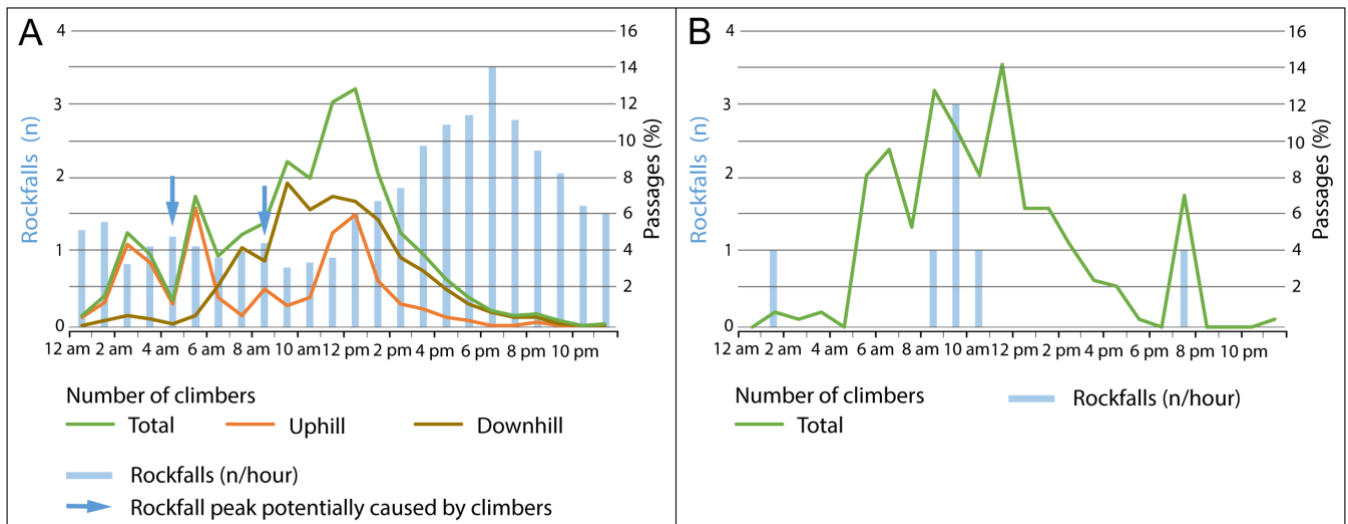 A
4
3
2
1
0
Rockfalls (n)
16
14
12
10
8
6
4
2
Passages (%)
12 am 2 am 4 am 6 am 8 am 10 am 12 pm 2 pm 4 pm 6 pm 8 pm 10 pm
Number of climbers
Total Uphill Downhill
Rockfalls (n/hour)
Rockfall peak potentially caused by climbers
B
4
3
2
1
0
Rockfalls (n)
16
14
12
10
8
6
4
2
Passages (%)
12 am 2 am 4 am 6 am 8 am 10 am 12 pm 2 pm 4 pm 6 pm 8 pm 10 pm
Number of climbers
Total
Rockfalls (n/hour)